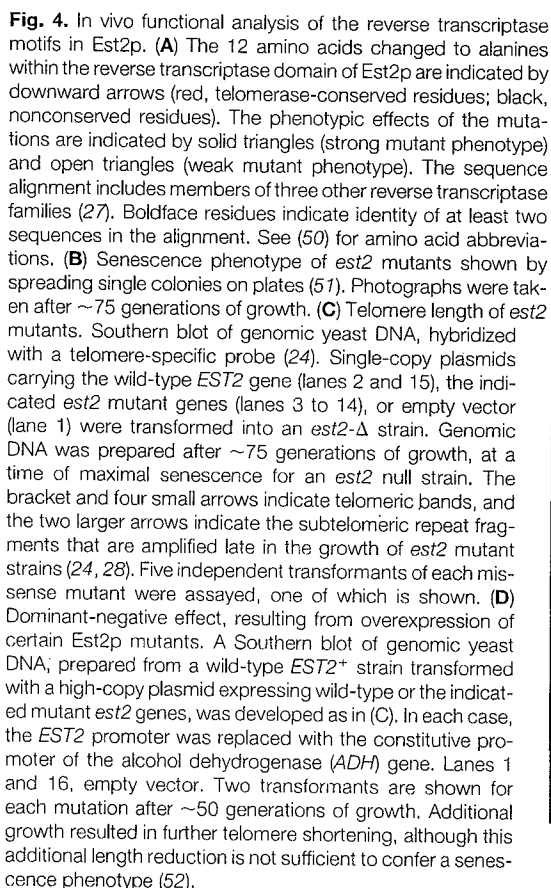 Fig. 4. In vivo functional analysis of the reverse transcriptase
motifs in Est2p. (A) The 12 amino acids changed to alanines
within the reverse transcriptase domain of Est2p are indicated by
downward arrows (red, telomerase-conserved residues; black,
nonconserved residues). The phenotypic effects of the muta-
tions are indicated by solid triangles (strong mutant phenotype)
and open triangles (weak mutant phenotype). The sequence
alignment includes members of three other reverse transcriptase
families (27). Boldface residues indicate identity of at least two
sequences in the alignment. See (50) for amino acid abbrevia-
tions. (B) Senescence phenotype of est2 mutants shown by
spreading single colonies on plates (51). Photographs were tak-
en after ~75 generations of growth. (C) Telomere length of est2
mutants. Southern blot of genomic yeast DNA, hybridized
with a telomere-specific probe (24). Single-copy plasmids
carrying the wild-type EST2 gene (lanes 2 and 15), the indi-
cated est2 mutant genes (lanes 3 to 14), or empty vector
(lane 1) were transformed into an est2-Δ strain. Genomic
DNA was prepared after ~75 generations of growth, at a
time of maximal senescence for an est2 null strain. The
bracket and four small arrows indicate telomeric bands, and
the two larger arrows indicate the subtelomeric repeat frag-
ments that are amplified late in the growth of est2 mutant
strains (24, 28). Five independent transformants of each mis-
sense mutant were assayed, one of which is shown. (D)
Dominant-negative effect, resulting from overexpression of
certain Est2p mutants. A Southern blot of genomic yeast
DNA, prepared from a wild-type EST2+ strain transformed
with a high-copy plasmid expressing wild-type or the indicat-
ed mutant est2 genes, was developed as in (C). In each case,
the EST2 promoter was replaced with the constitutive pro-
moter of the alcohol dehydrogenase (ADH) gene. Lanes 1
and 16, empty vector. Two transformants are shown for
each mutation after ~50 generations of growth. Additional
growth resulted in further telomere shortening, although this
additional length reduction is not sufficient to confer a senes-
cence phenotype (52).